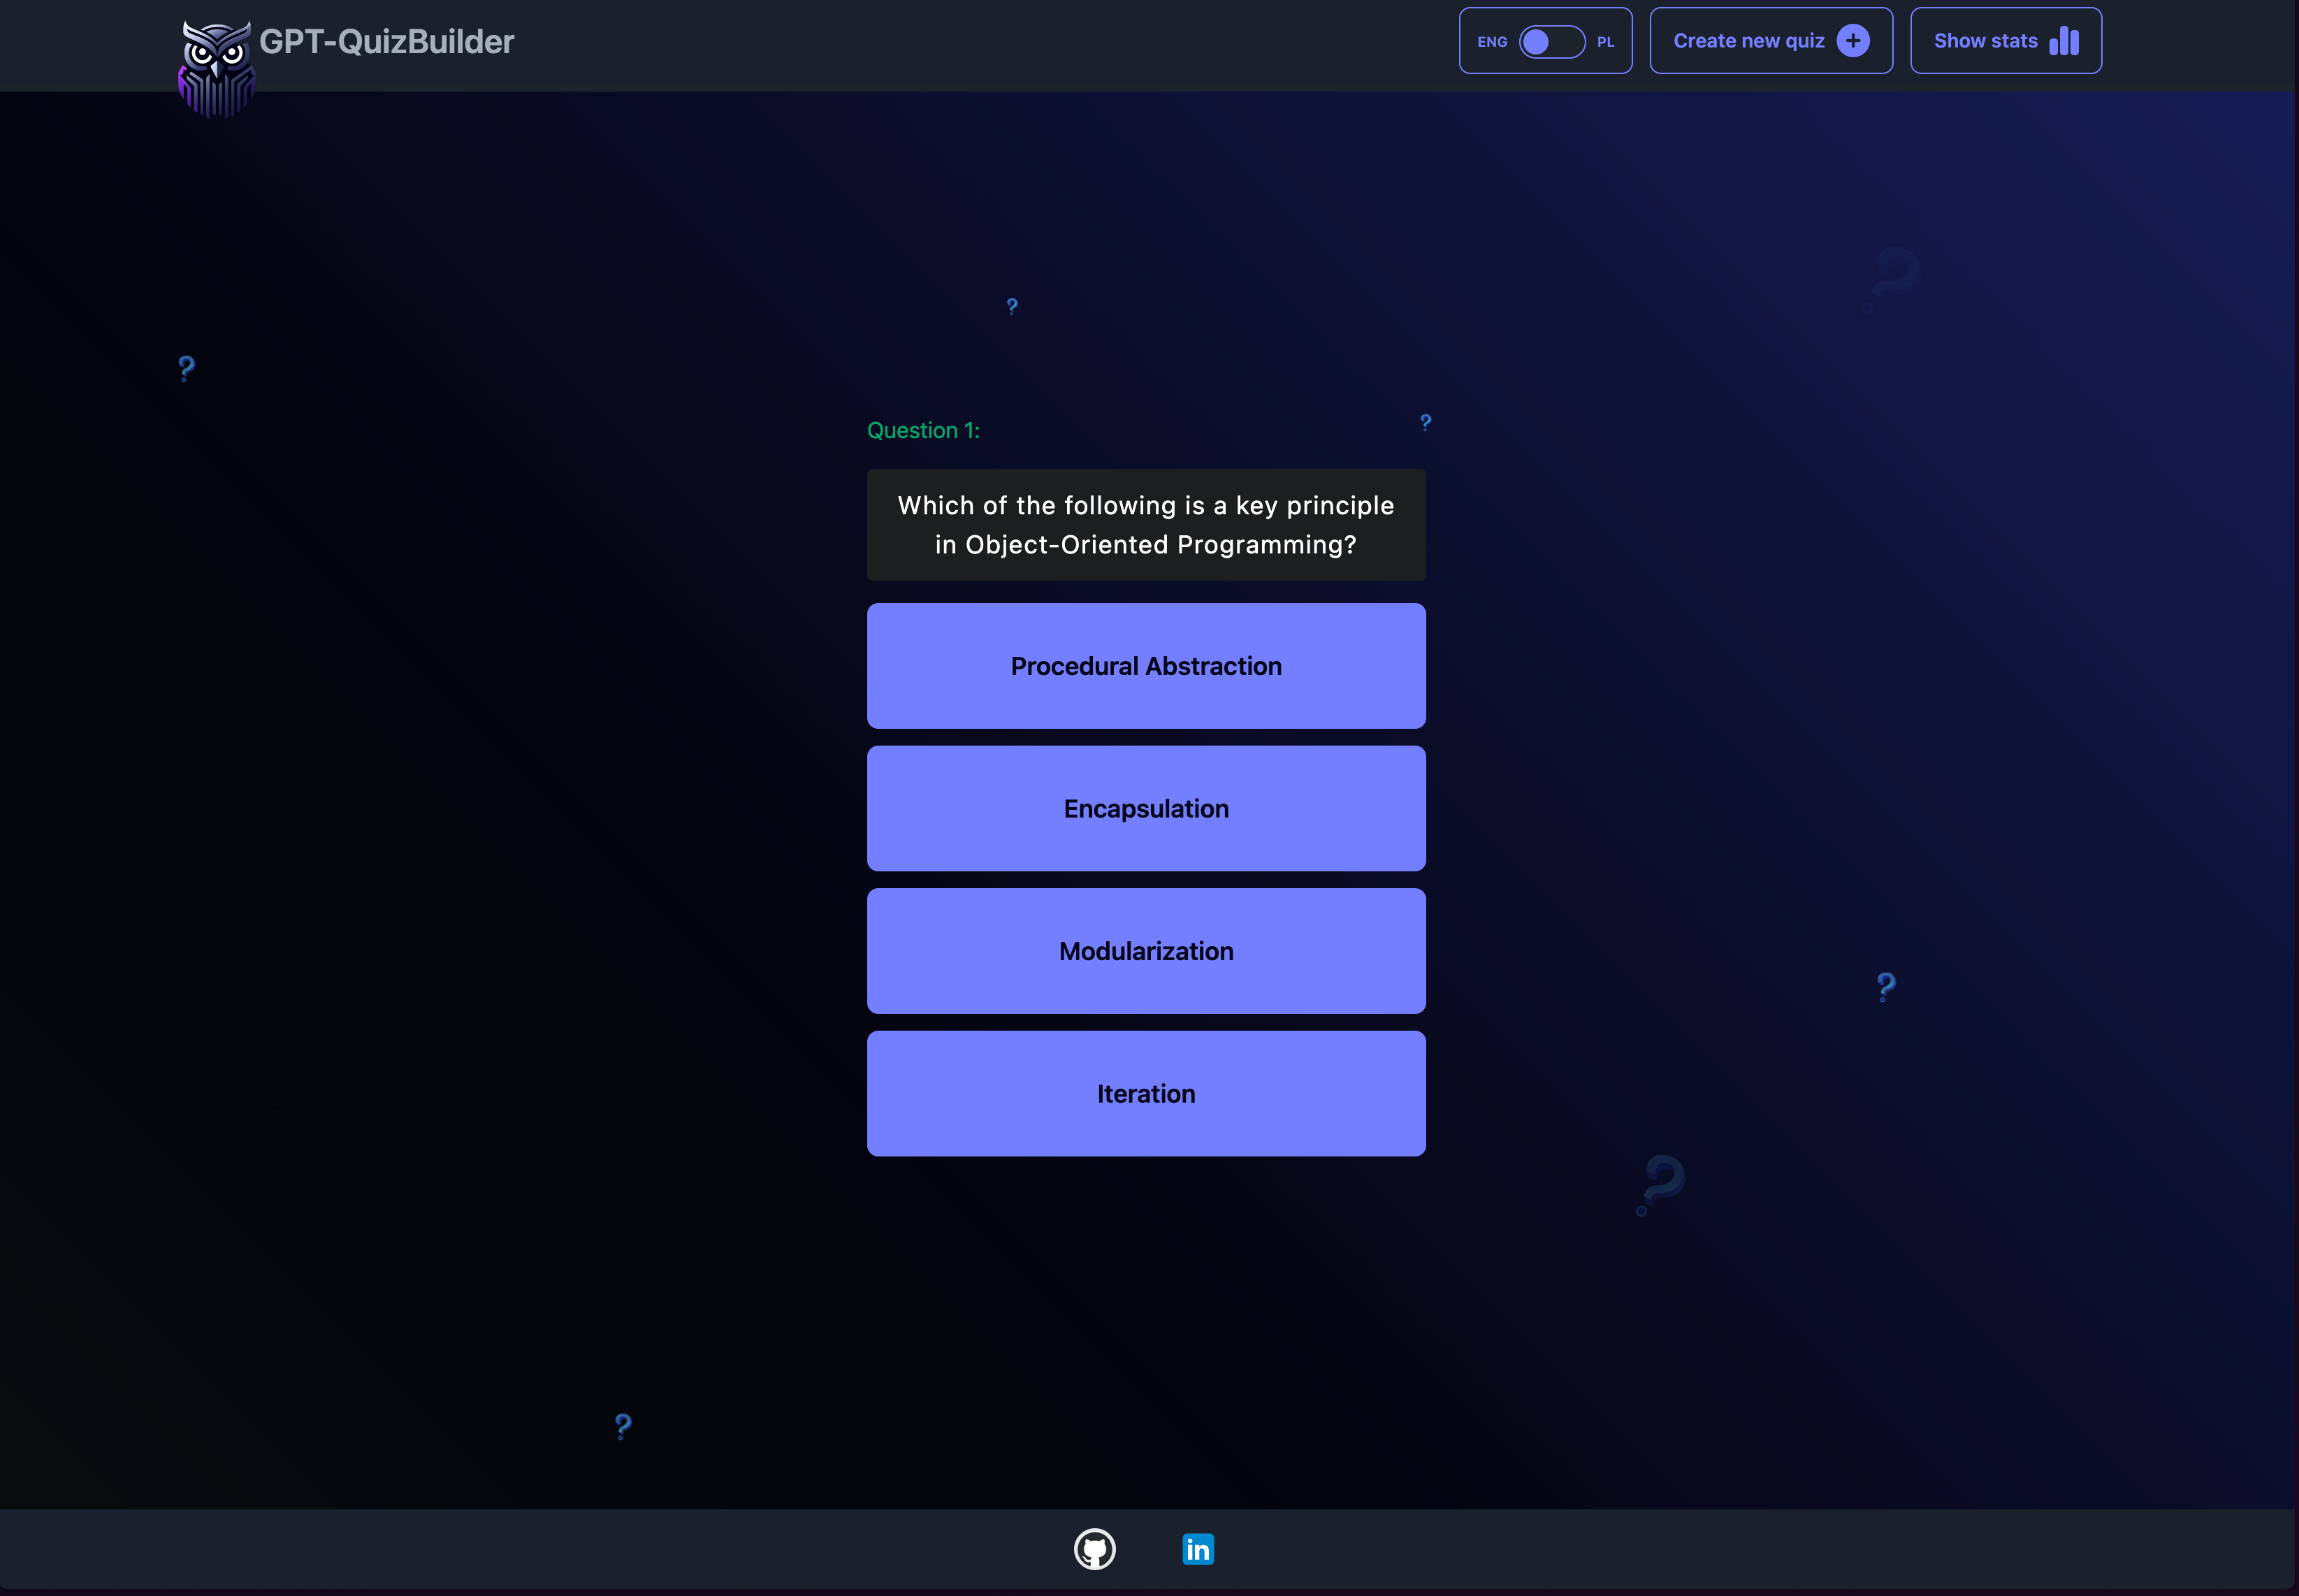 GPT-QuizBuilder
ENG PL
Create new quiz
Show stats
Question 1:
Which of the following is a key principle
in Object-Oriented Programming?
Procedural Abstraction
Encapsulation
Modularization
Iteration
in